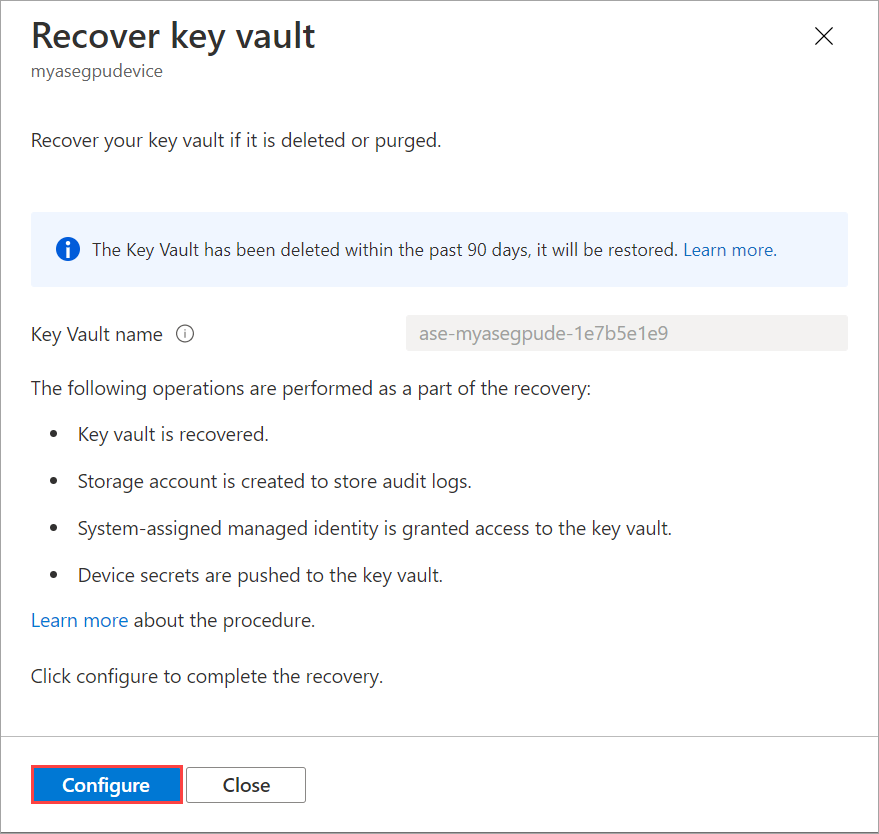 Recover key vault
myasegpudevice
Recover your key vault if it is deleted or purged.
The Key Vault has been deleted within the past 90 days, it will be restored. Learn more.
Key Vault name
ase-myasegpude-1e7b5e1e9
The following operations are performed as a part of the recovery:
• Key vault is recovered.
• Storage account is created to store audit logs.
• System-assigned managed identity is granted access to the key vault.
• Device secrets are pushed to the key vault.
Learn more about the procedure.
Click configure to complete the recovery.
Configure
Close